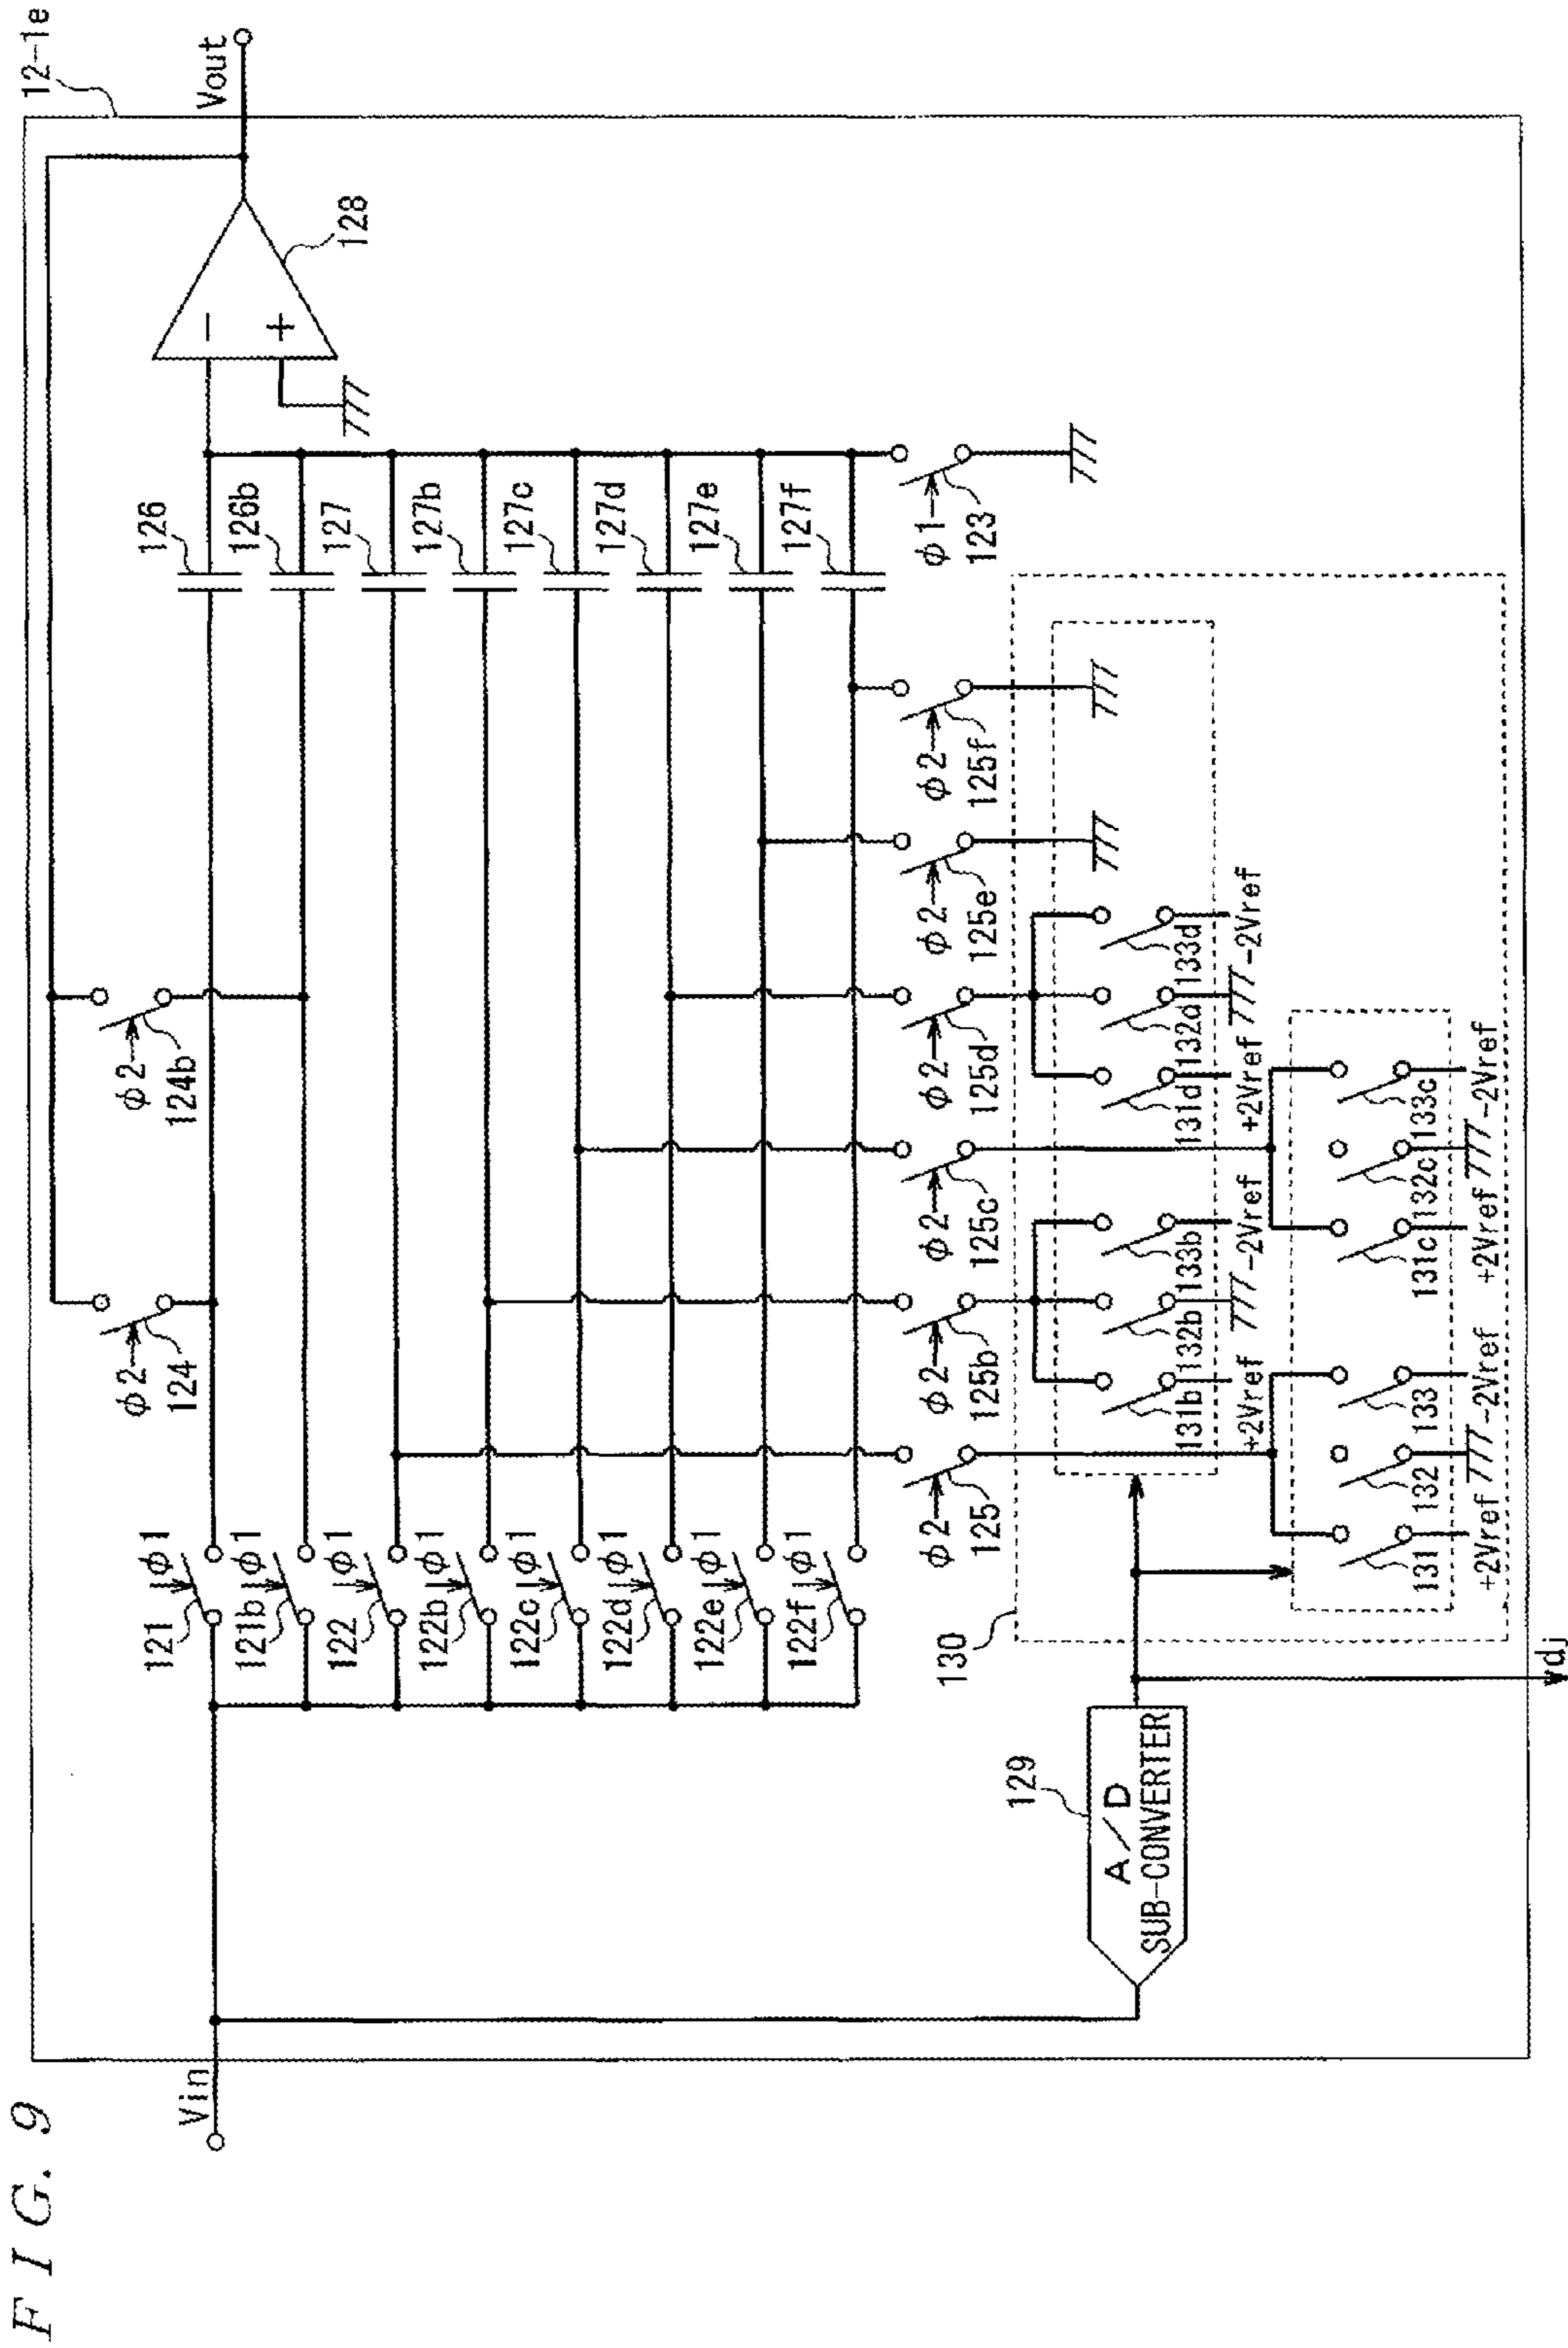 FIG. 9
12-1e
Vin
Vout
128
−
+
φ2
124
φ2
124b
121
φ1
121b
φ1
122
φ1
122b
φ1
122c
φ1
122d
φ1
122e
φ1
122f
φ1
126
126b
127
127b
127c
127d
127e
127f
φ1
123
φ2
125
φ2
125b
φ2
125c
φ2
125d
φ2
125e
φ2
125f
129
A/D
SUB-CONVERTER
130
131b
132b
133b
+2Vref
-2Vref
131d
132d
133d
+2Vref
-2Vref
131
132
133
+2Vref
-2Vref
131c
132c
133c
+2Vref
-2Vref
dj